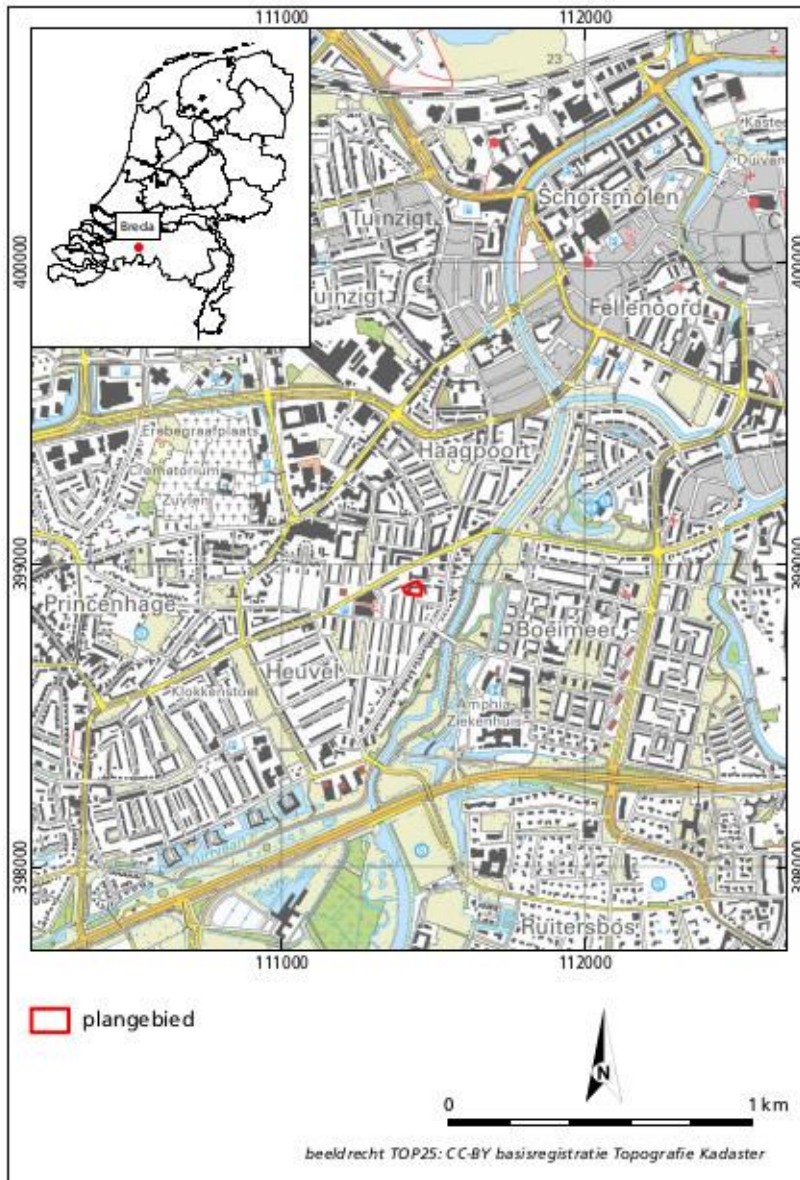 111000
112000
Breda
23
Kastee
Duiven
Schorsmolen
Tuinzigt
C
400000
400000
uinzigt
Fellenoord
Erebegraafplaats
Haagpoort
Crematorium
Zuylen
399000
399000
Princenhage
Boeimeer
Heuvel
Klokkenstoel
Amphia-
Ziekenhuis
398000
398000
Ruitersbos
111000
112000
plangebied
N
0
1 km
beeldrecht TOP25: CC-BY basisregistratie Topografie Kadaster